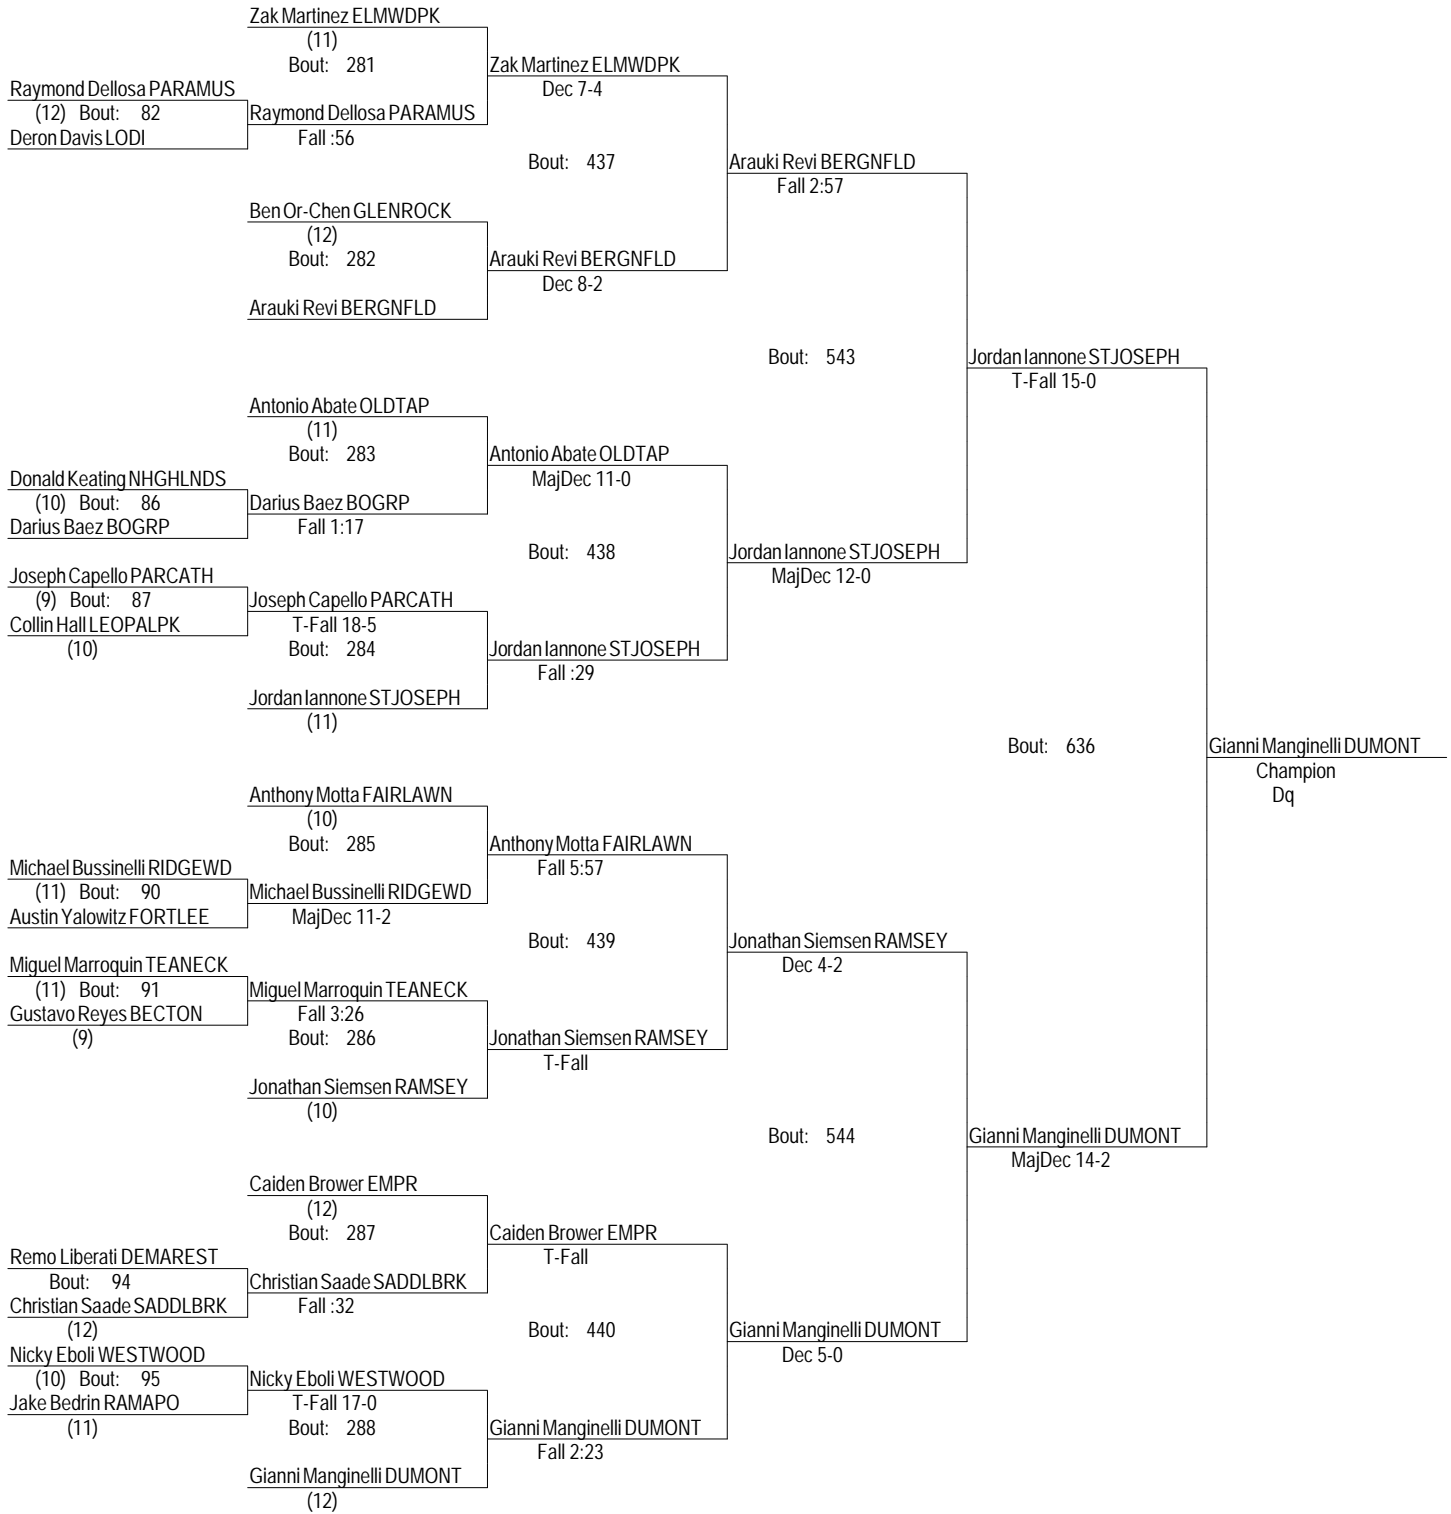 Zak Martinez ELMWDPK
(11)
Bout: 281
Zak Martinez ELMWDPK
Dec 7-4
Raymond Dellosa PARAMUS
(12) Bout: 82
Raymond Dellosa PARAMUS
Deron Davis LODI
Fall :56
Bout: 437
Arauki Revi BERGNFLD
Fall 2:57
Ben Or-Chen GLENROCK
(12)
Bout: 282
Arauki Revi BERGNFLD
Dec 8-2
Arauki Revi BERGNFLD
Bout: 543
Jordan Iannone STJOSEPH
T-Fall 15-0
Antonio Abate OLDTAP
(11)
Bout: 283
Antonio Abate OLDTAP
MajDec 11-0
Donald Keating NHGHLNDS
(10) Bout: 86
Darius Baez BOGRP
Darius Baez BOGRP
Fall 1:17
Bout: 438
Jordan Iannone STJOSEPH
MajDec 12-0
Joseph Capello PARCATH
(9) Bout: 87
Joseph Capello PARCATH
Collin Hall LEOPALPK
T-Fall 18-5
(10)
Bout: 284
Jordan Iannone STJOSEPH
Fall :29
Jordan Iannone STJOSEPH
(11)
Bout: 636
Gianni Manginelli DUMONT
Champion
Dq
Anthony Motta FAIRLAWN
(10)
Bout: 285
Anthony Motta FAIRLAWN
Fall 5:57
Michael Bussinelli RIDGEWD
(11) Bout: 90
Michael Bussinelli RIDGEWD
Austin Yalowitz FORTLEE
MajDec 11-2
Bout: 439
Jonathan Siemsen RAMSEY
Dec 4-2
Miguel Marroquin TEANECK
(11) Bout: 91
Miguel Marroquin TEANECK
Gustavo Reyes BECTON
Fall 3:26
(9)
Bout: 286
Jonathan Siemsen RAMSEY
T-Fall
Jonathan Siemsen RAMSEY
(10)
Bout: 544
Gianni Manginelli DUMONT
MajDec 14-2
Caiden Brower EMPR
(12)
Bout: 287
Caiden Brower EMPR
T-Fall
Remo Liberati DEMAREST
Bout: 94
Christian Saade SADDLBRK
Christian Saade SADDLBRK
Fall :32
(12)
Bout: 440
Gianni Manginelli DUMONT
Dec 5-0
Nicky Eboli WESTWOOD
(10) Bout: 95
Nicky Eboli WESTWOOD
Jake Bedrin RAMAPO
T-Fall 17-0
(11)
Bout: 288
Gianni Manginelli DUMONT
Fall 2:23
Gianni Manginelli DUMONT
(12)